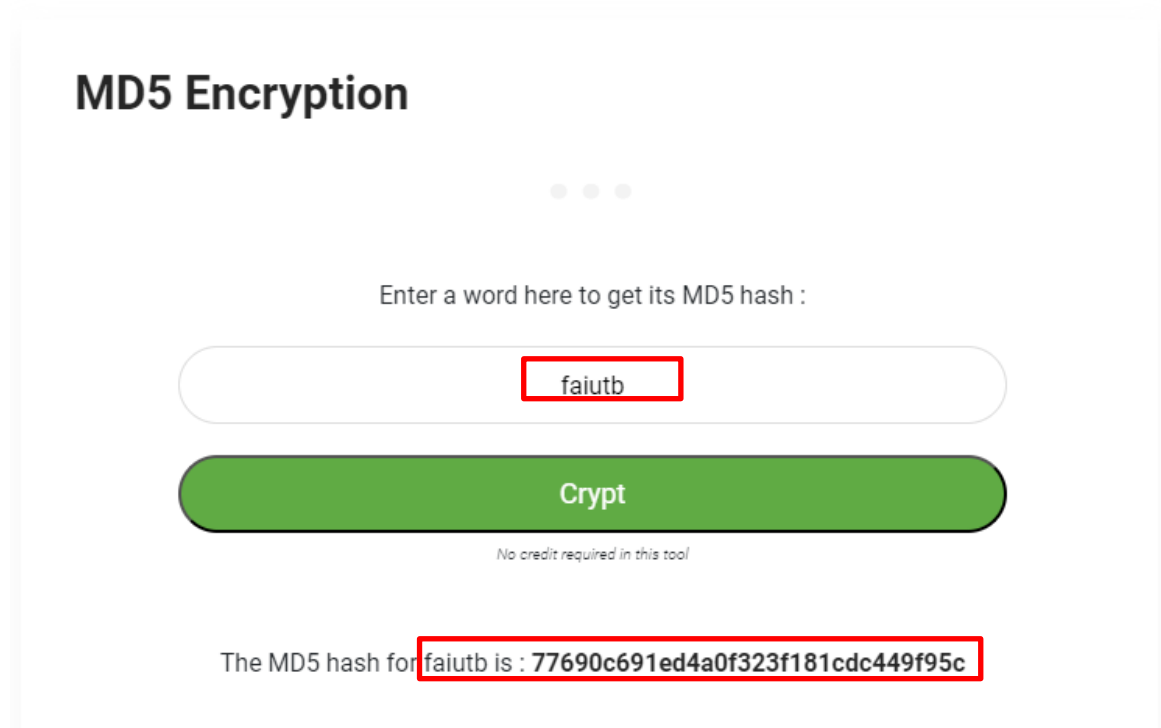 MD5 Encryption
Enter a word here to get its MD5 hash :
faiutb
Crypt
No credit required in this tool
The MD5 hash for faiutb is : 77690c691ed4a0f323f181cdc449f95c